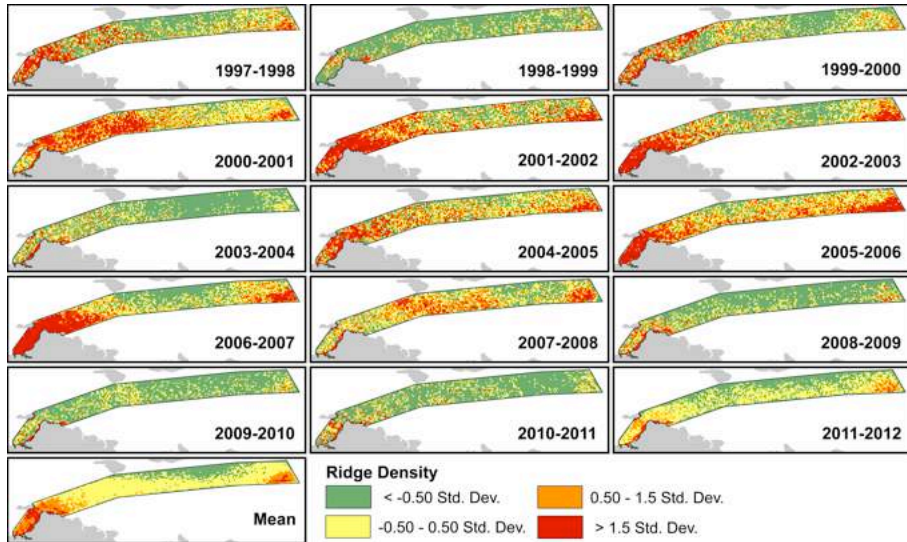 1997-1998
1998-1999
1999-2000
2000-2001
2001-2002
2002-2003
2003-2004
2004-2005
2005-2006
2006-2007
2007-2008
2008-2009
2009-2010
2010-2011
2011-2012
Mean
Ridge Density
< -0.50 Std. Dev.
0.50 - 1.5 Std. Dev.
-0.50 - 0.50 Std. Dev.
> 1.5 Std. Dev.